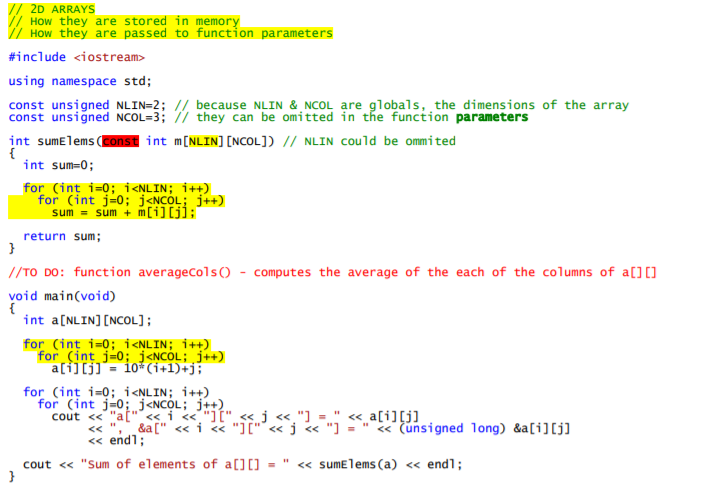 // 2D ARRAYS
// How they are stored in memory
// How they are passed to function parameters
#include <iostream>
using namespace std;
const unsigned NLIN=2; // because NLIN & NCOL are globals, the dimensions of the array
const unsigned NCOL=3; // they can be omitted in the function parameters
int sumElems(const int m[NLIN][NCOL]) // NLIN could be ommited
{
int sum=0;
for (int i=0; i<NLIN; i++)
for (int j=0; j<NCOL; j++)
sum = sum + m[i][j];
return sum;
}
//TO DO: function averageCols() - computes the average of the each of the columns of a[][]
void main(void)
{
int a[NLIN][NCOL];
for (int i=0; i<NLIN; i++)
for (int j=0; j<NCOL; j++)
a[i][j] = 10*(i+1)+j;
for (int i=0; i<NLIN; i++)
for (int j=0; j<NCOL; j++)
cout << "a[" << i << "][" << j << "] = " << a[i][j]
<< ",  &a[" << i << "][" << j << "] = " << (unsigned long) &a[i][j]
<< endl;
cout << "Sum of elements of a[][] = " << sumElems(a) << endl;
}